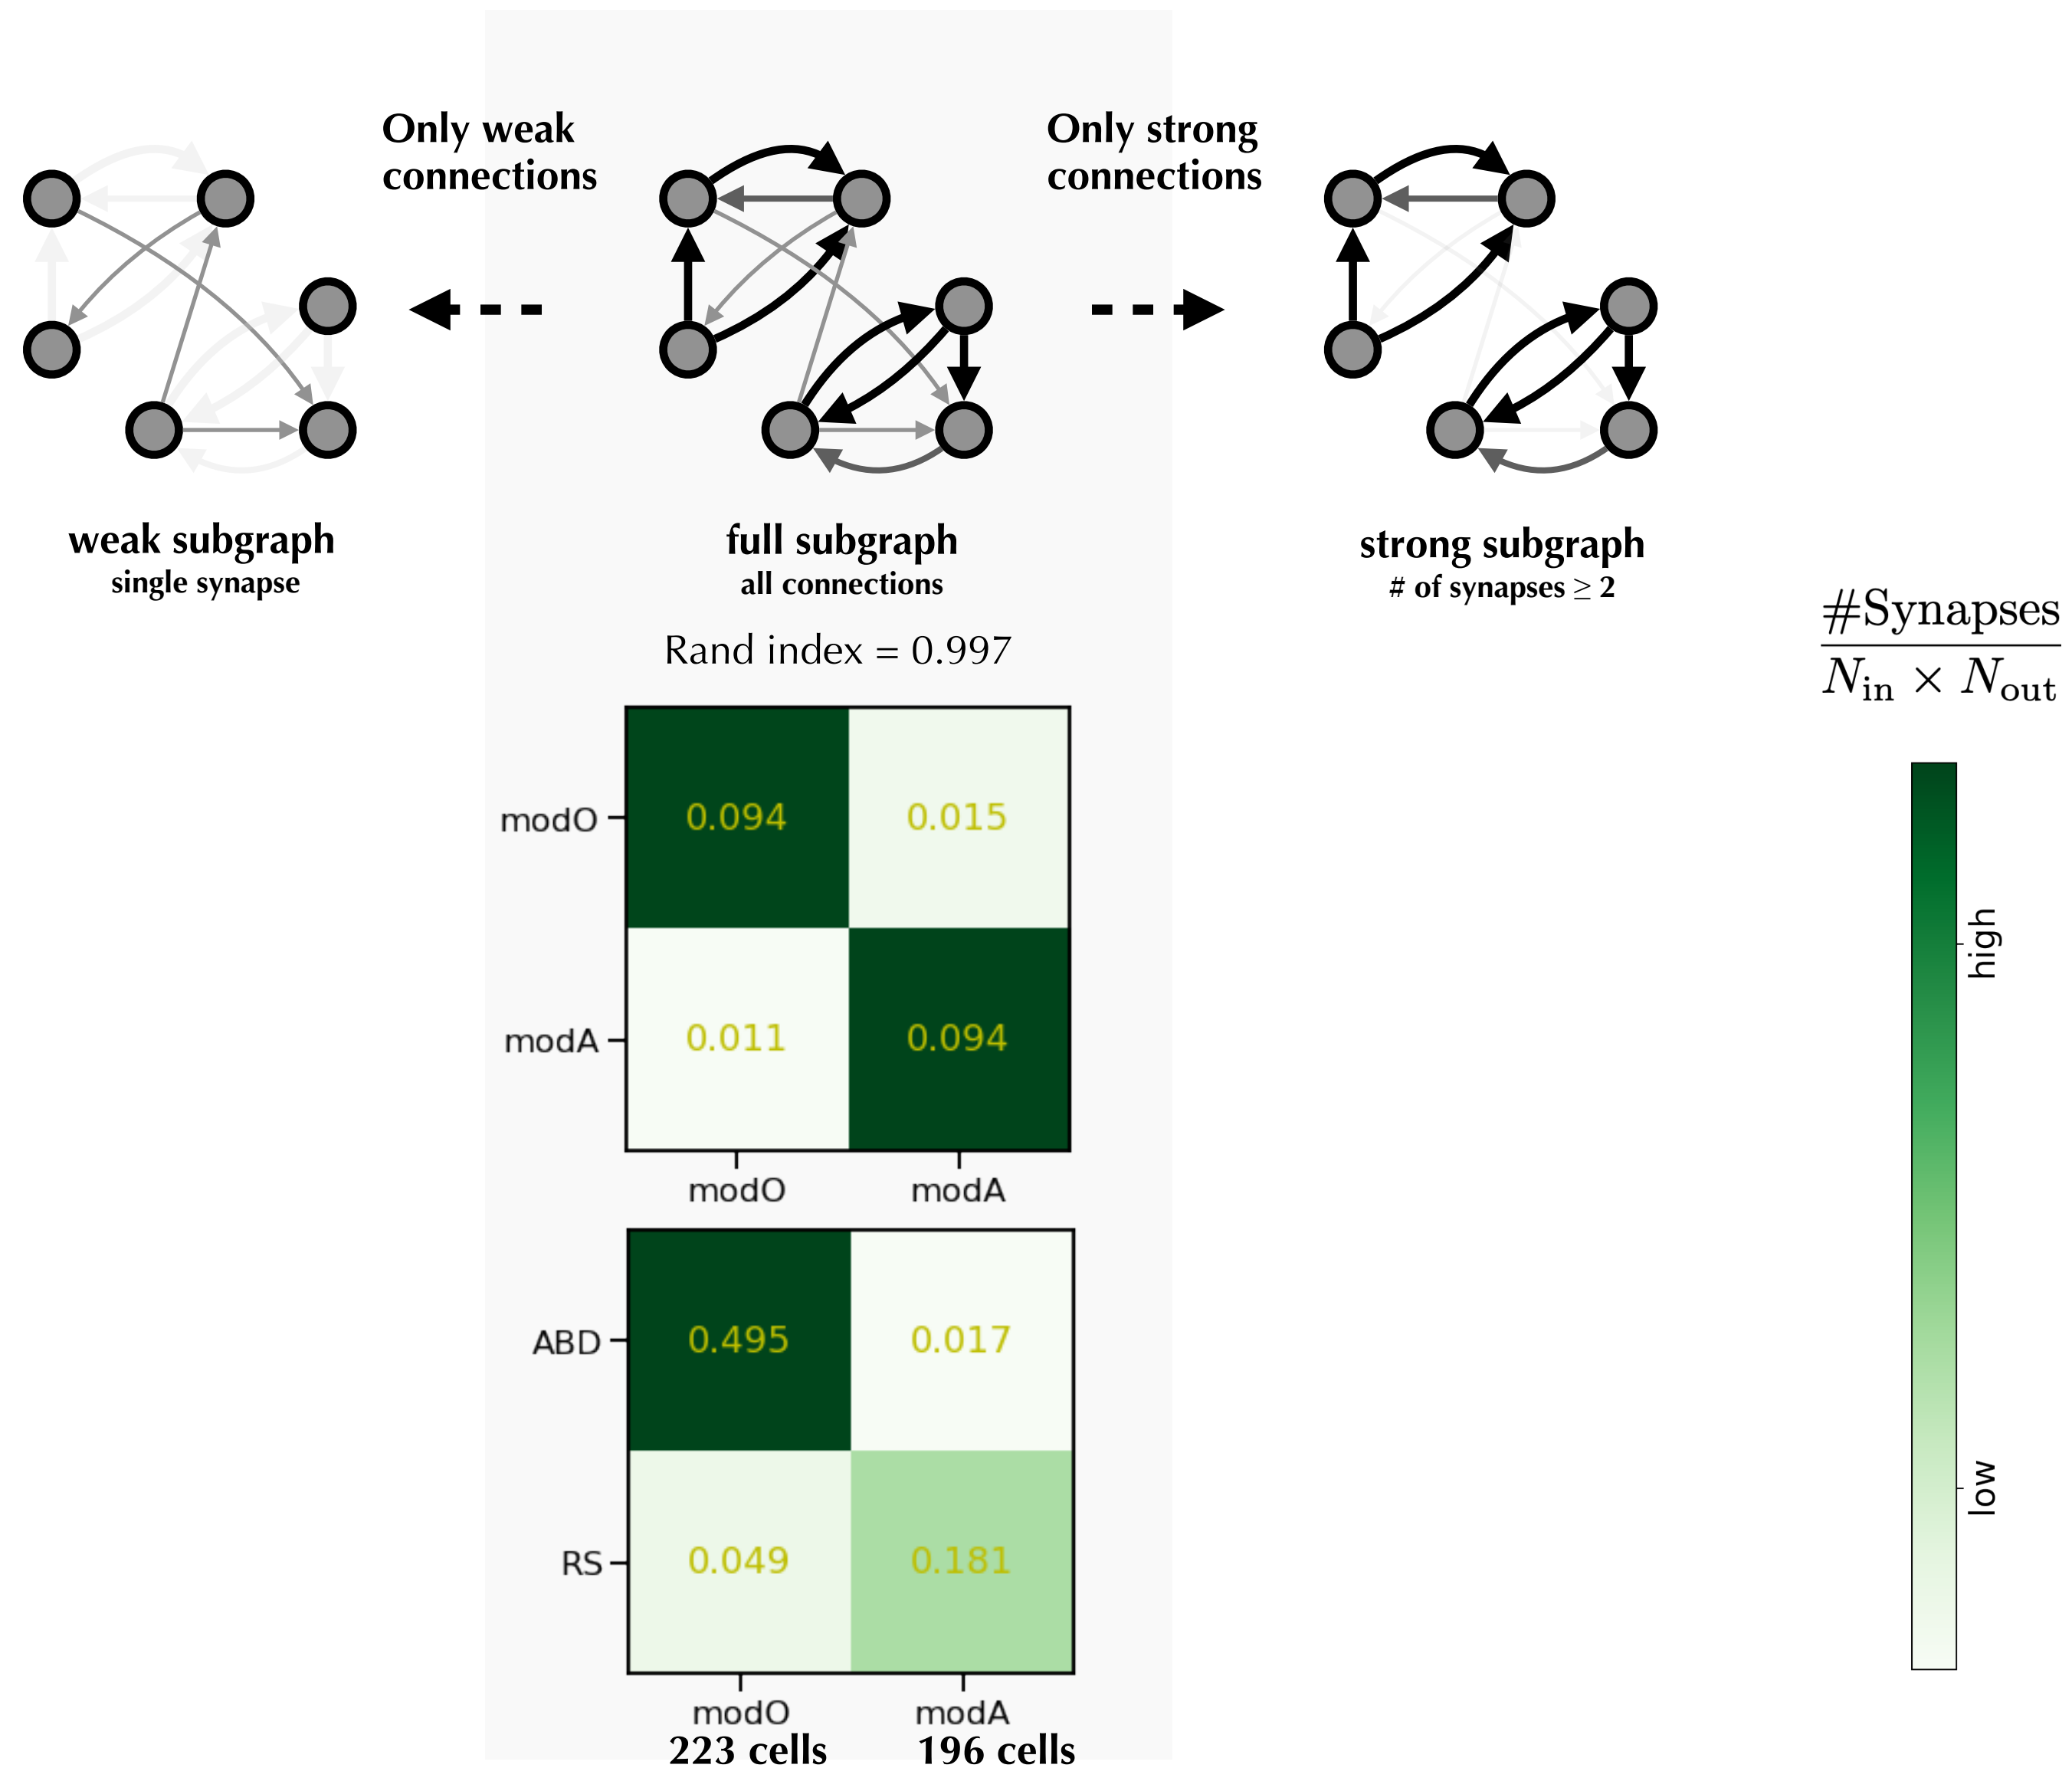 Only weak
connections
Only strong
connections
weak subgraph
single synapse
full subgraph
all connections
strong subgraph
# of synapses ≥ 2
Rand index = 0.997
#Synapses
N_in × N_out
modO
0.094
0.015
modA
0.011
0.094
modO
modA
ABD
0.495
0.017
RS
0.049
0.181
modO
modA
223 cells
196 cells
high
low